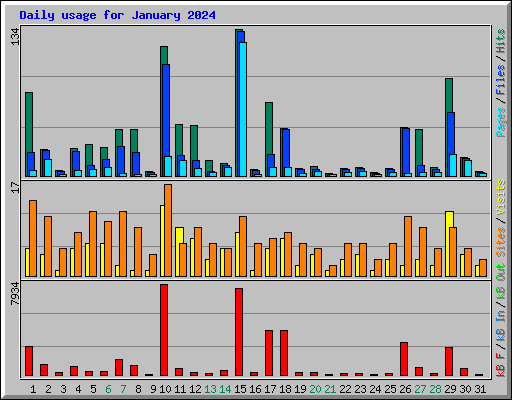 Daily usage for January 2024
134
Pages / Files / Hits
17
Sites / Visits
7934
kB F / kB In / kB Out
1 2 3 4 5 6 7 8 9 10 11 12 13 14 15 16 17 18 19 20 21 22 23 24 25 26 27 28 29 30 31